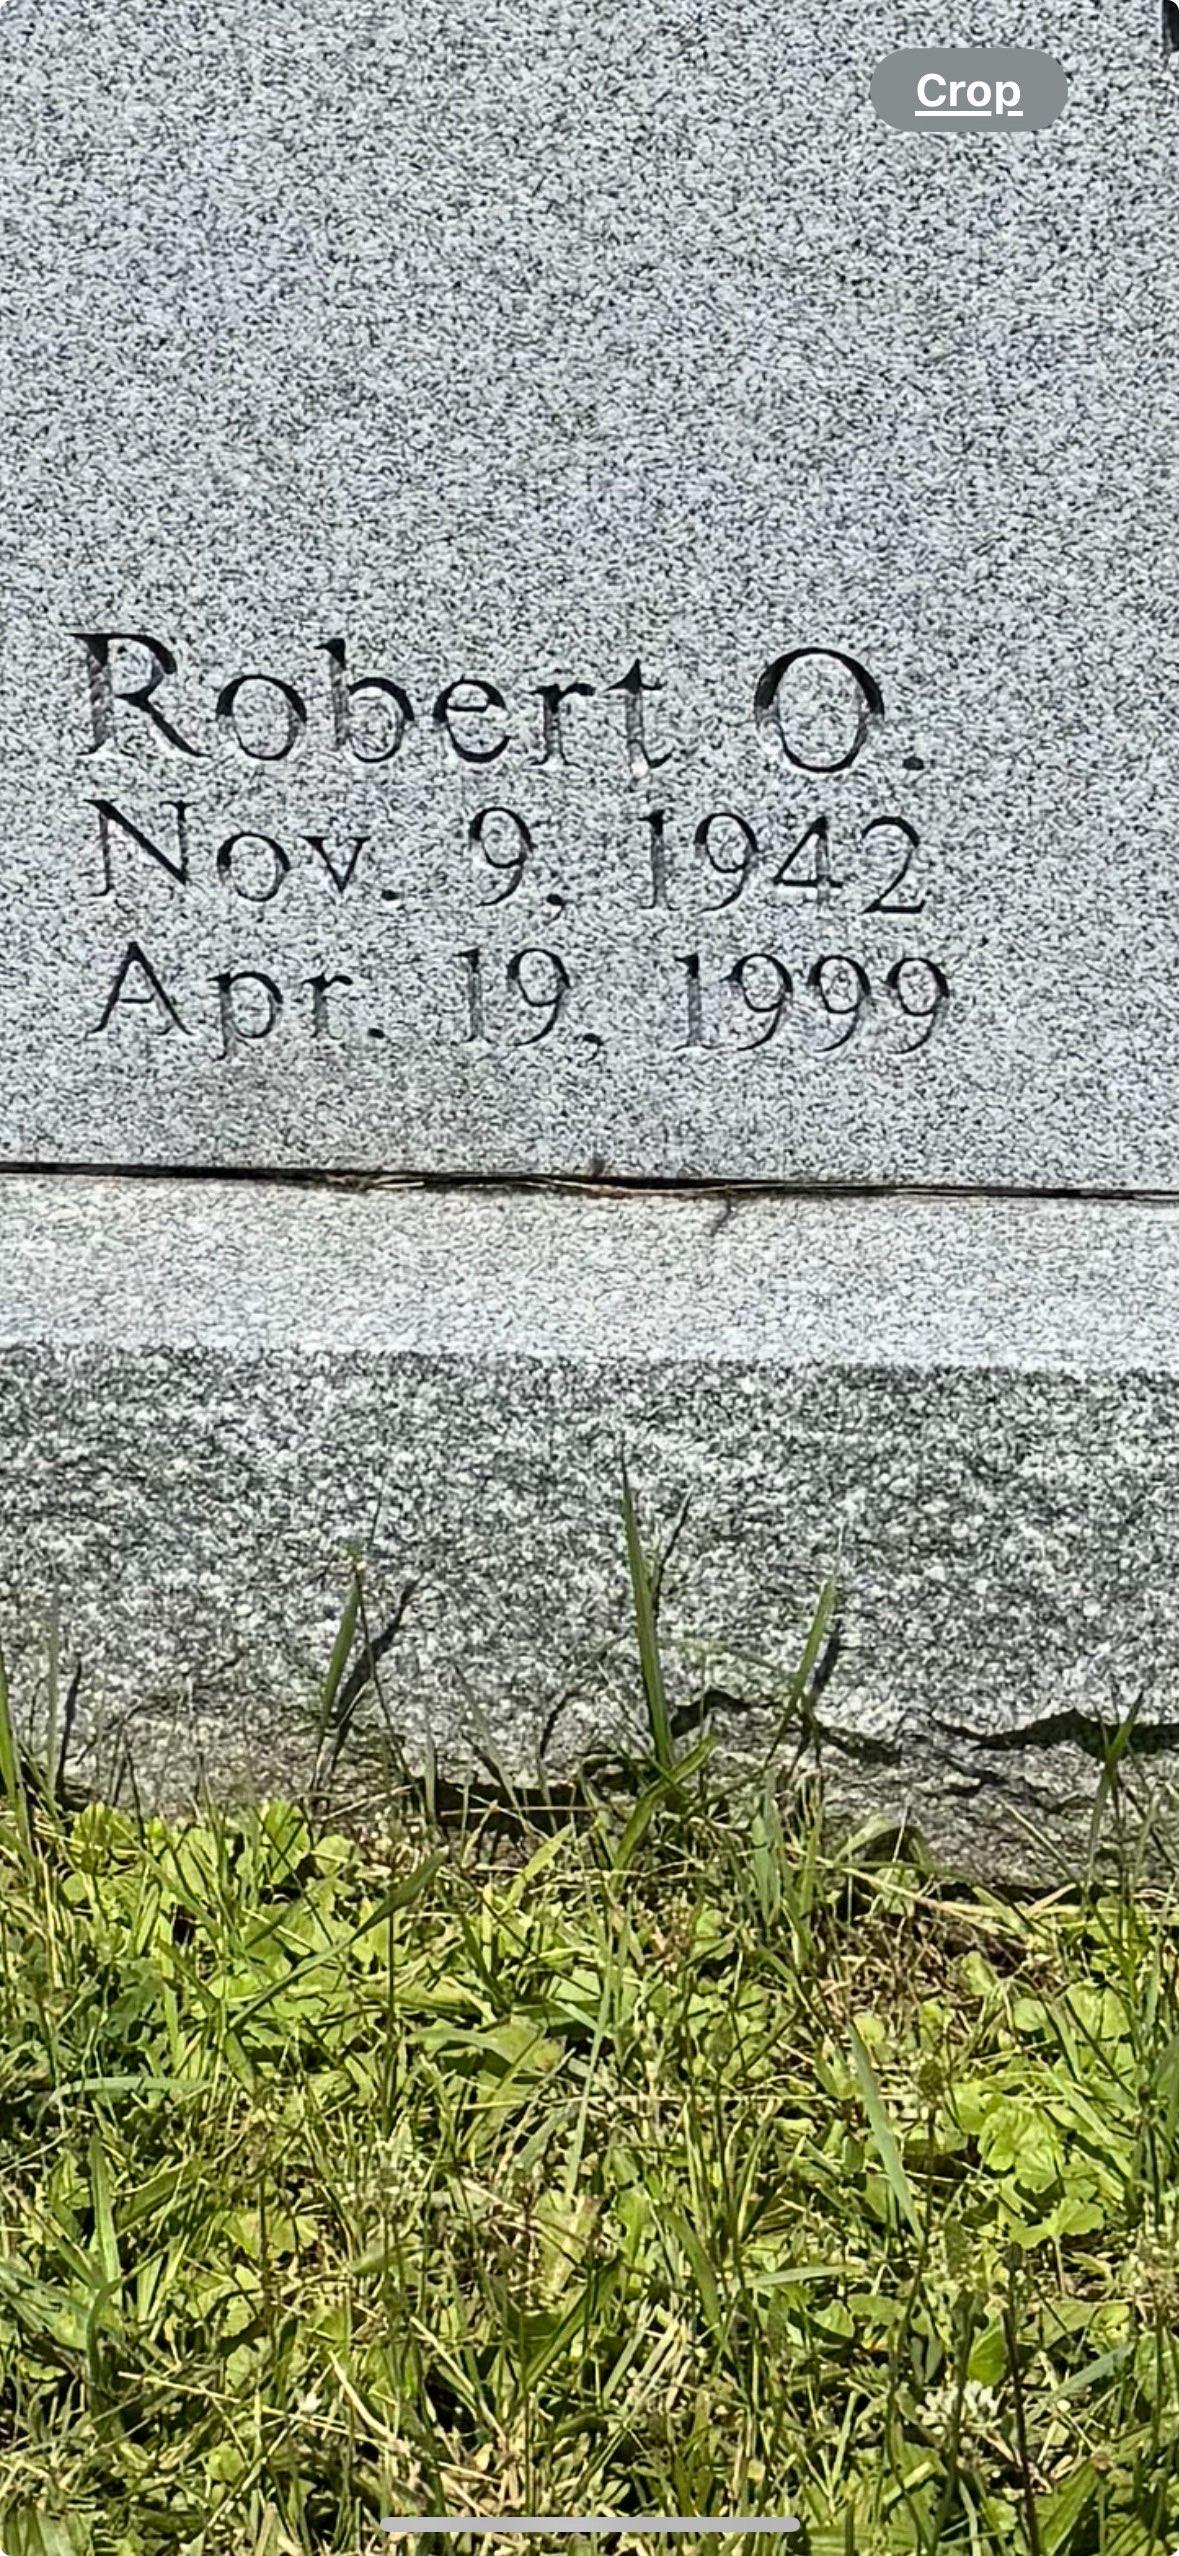 Crop
Robert O.
Nov. 9, 1942
Apr. 19, 1999